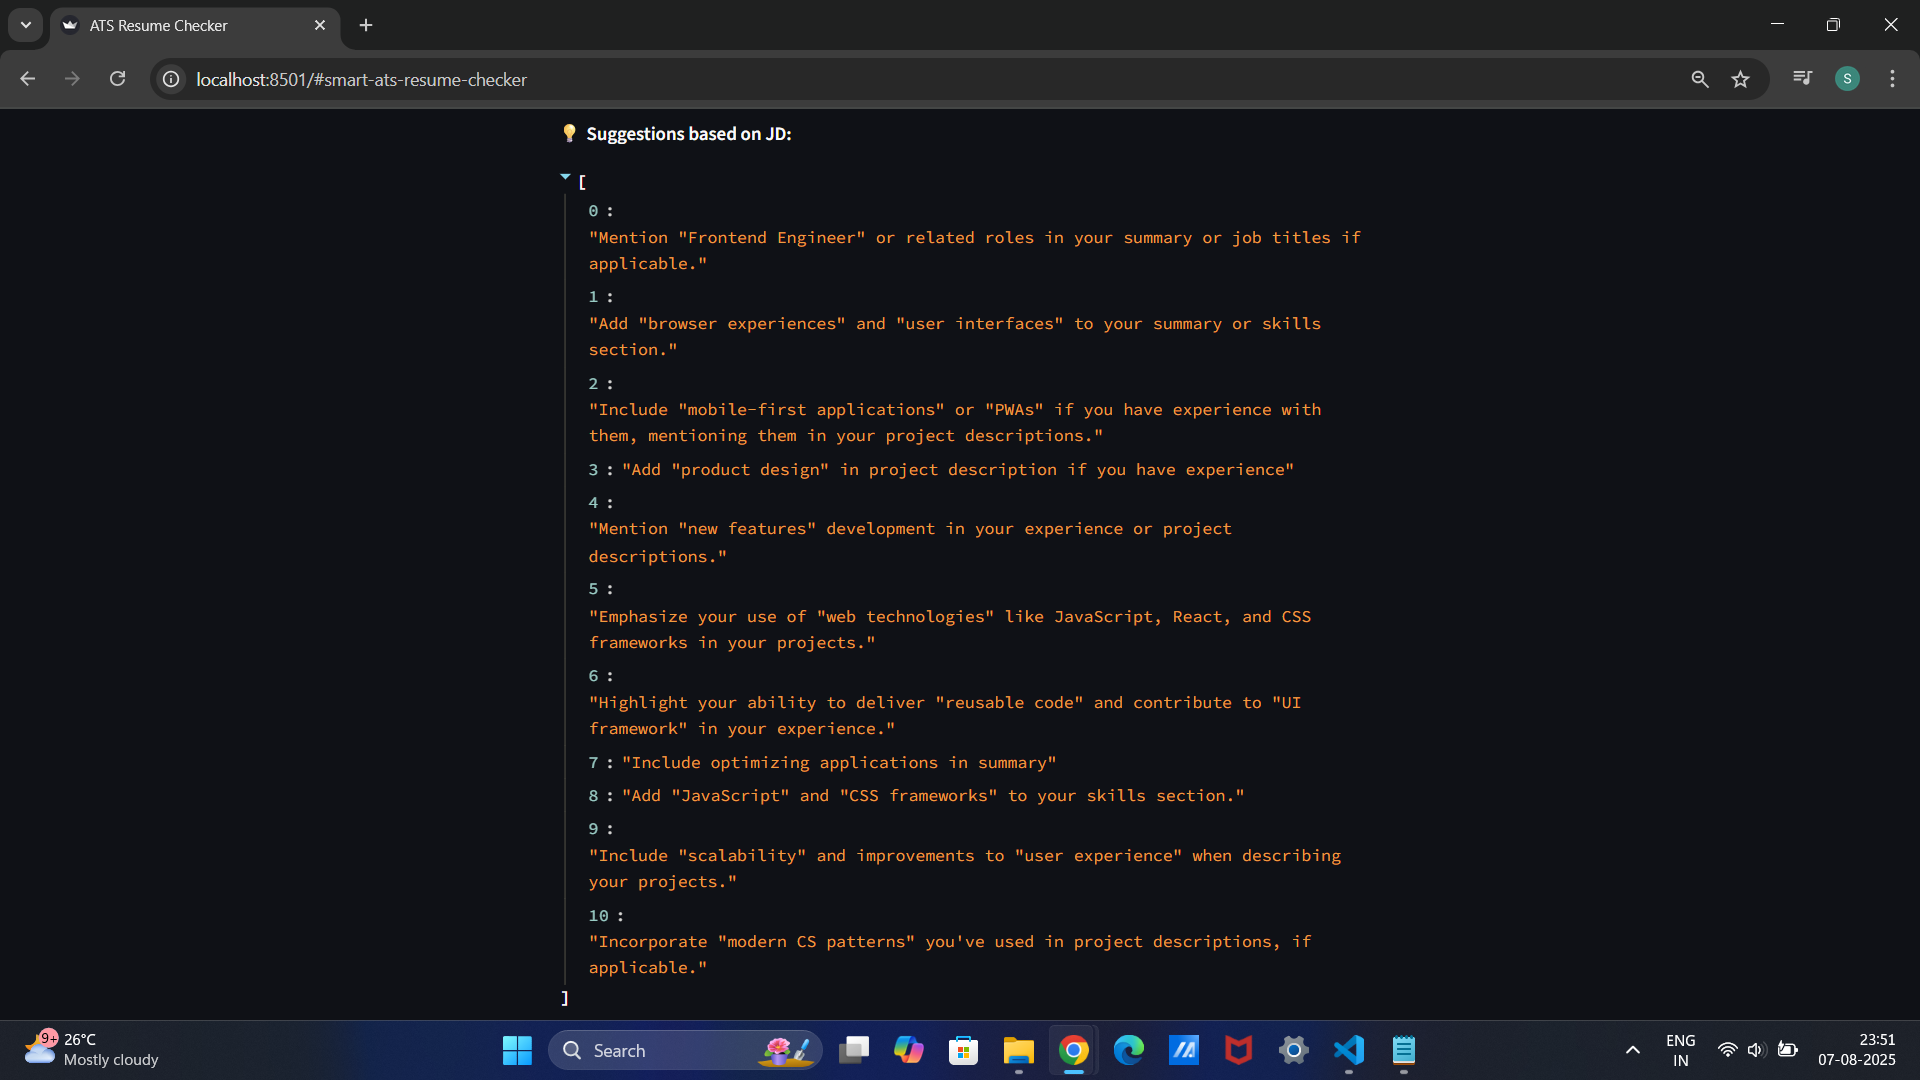 ATS Resume Checker
localhost:8501/#smart-ats-resume-checker
S
💡 Suggestions based on JD:
[
0 :
"Mention "Frontend Engineer" or related roles in your summary or job titles if
applicable."
1 :
"Add "browser experiences" and "user interfaces" to your summary or skills
section."
2 :
"Include "mobile-first applications" or "PWAs" if you have experience with
them, mentioning them in your project descriptions."
3 : "Add "product design" in project description if you have experience"
4 :
"Mention "new features" development in your experience or project
descriptions."
5 :
"Emphasize your use of "web technologies" like JavaScript, React, and CSS
frameworks in your projects."
6 :
"Highlight your ability to deliver "reusable code" and contribute to "UI
framework" in your experience."
7 : "Include optimizing applications in summary"
8 : "Add "JavaScript" and "CSS frameworks" to your skills section."
9 :
"Include "scalability" and improvements to "user experience" when describing
your projects."
10 :
"Incorporate "modern CS patterns" you've used in project descriptions, if
applicable."
]
9+
26°C
Mostly cloudy
Search
ENG
IN
23:51
07-08-2025